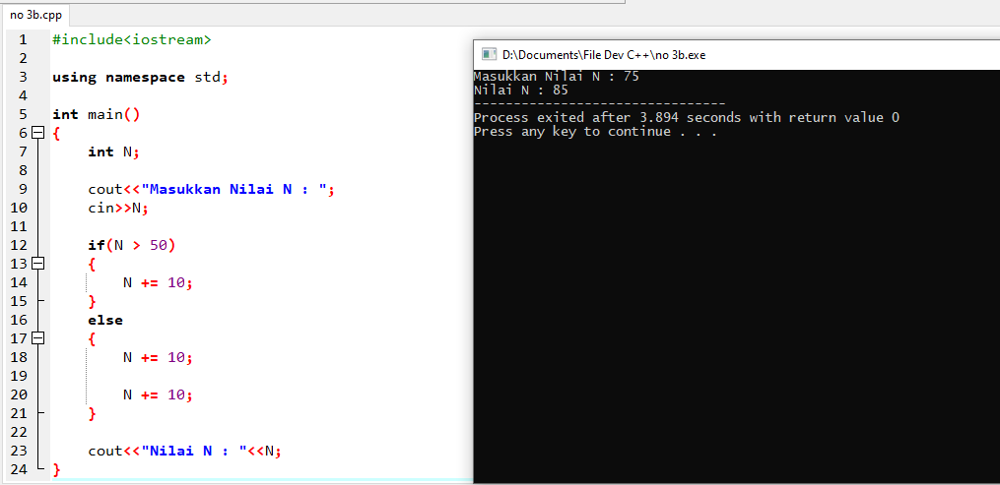 no 3b.cpp
1 #include<iostream>
2
3 using namespace std;
4
5 int main()
6 {
7 int N;
8
9 cout<<"Masukkan Nilai N : ";
10 cin>>N;
11
12 if(N > 50)
13 {
14 N += 10;
15 }
16 else
17 {
18 N += 10;
19
20 N += 10;
21 }
22
23 cout<<"Nilai N : "<<N;
24 }
D:\Documents\File Dev C++\no 3b.exe
Masukkan Nilai N : 75
Nilai N : 85
--------------------------------
Process exited after 3.894 seconds with return value 0
Press any key to continue . . .